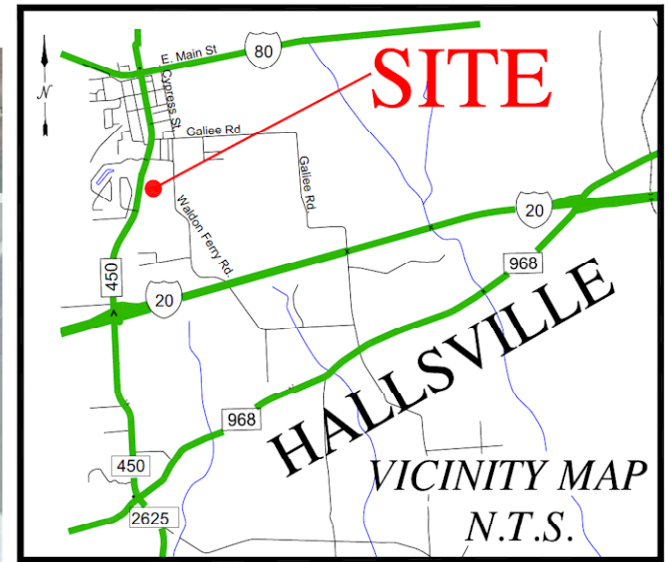 E. Main St
80
SITE
N
Cypress St.
Galiee Rd
Galiee Rd.
Waldon Ferry Rd.
20
968
450
20
HALLSVILLE
968
450
2625
VICINITY MAP
N.T.S.